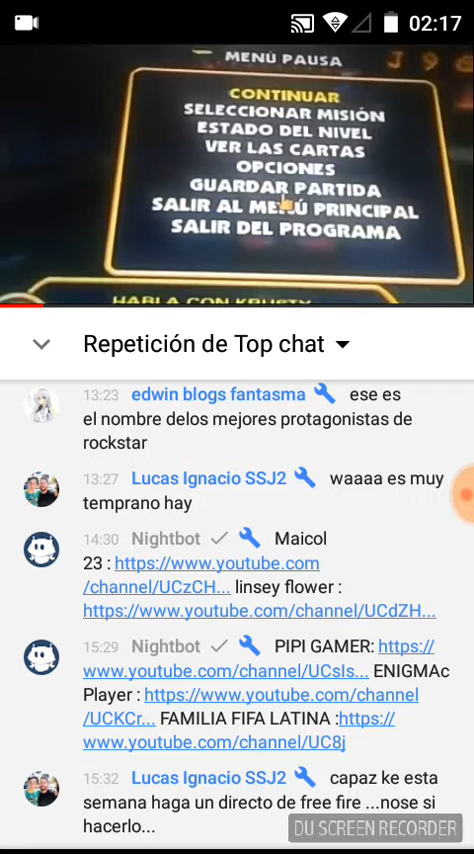 02:17
MENÚ PAUSA
CONTINUAR
SELECCIONAR MISIÓN
ESTADO DEL NIVEL
VER LAS CARTAS
OPCIONES
GUARDAR PARTIDA
SALIR AL MENÚ PRINCIPAL
SALIR DEL PROGRAMA
HABLA CON KRUSTY
Repetición de Top chat
13:23 edwin blogs fantasma ese es
el nombre delos mejores protagonistas de
rockstar
13:27 Lucas Ignacio SSJ2 waaaa es muy
temprano hay
14:30 Nightbot Maicol
23 : https://www.youtube.com
/channel/UCzCH... linsey flower :
https://www.youtube.com/channel/UCdZH...
15:29 Nightbot PIPI GAMER: https://
www.youtube.com/channel/UCsIs... ENIGMAc
Player : https://www.youtube.com/channel
/UCKCr... FAMILIA FIFA LATINA :https://
www.youtube.com/channel/UC8j
15:32 Lucas Ignacio SSJ2 capaz ke esta
semana haga un directo de free fire ...nose si
hacerlo...
DU SCREEN RECORDER